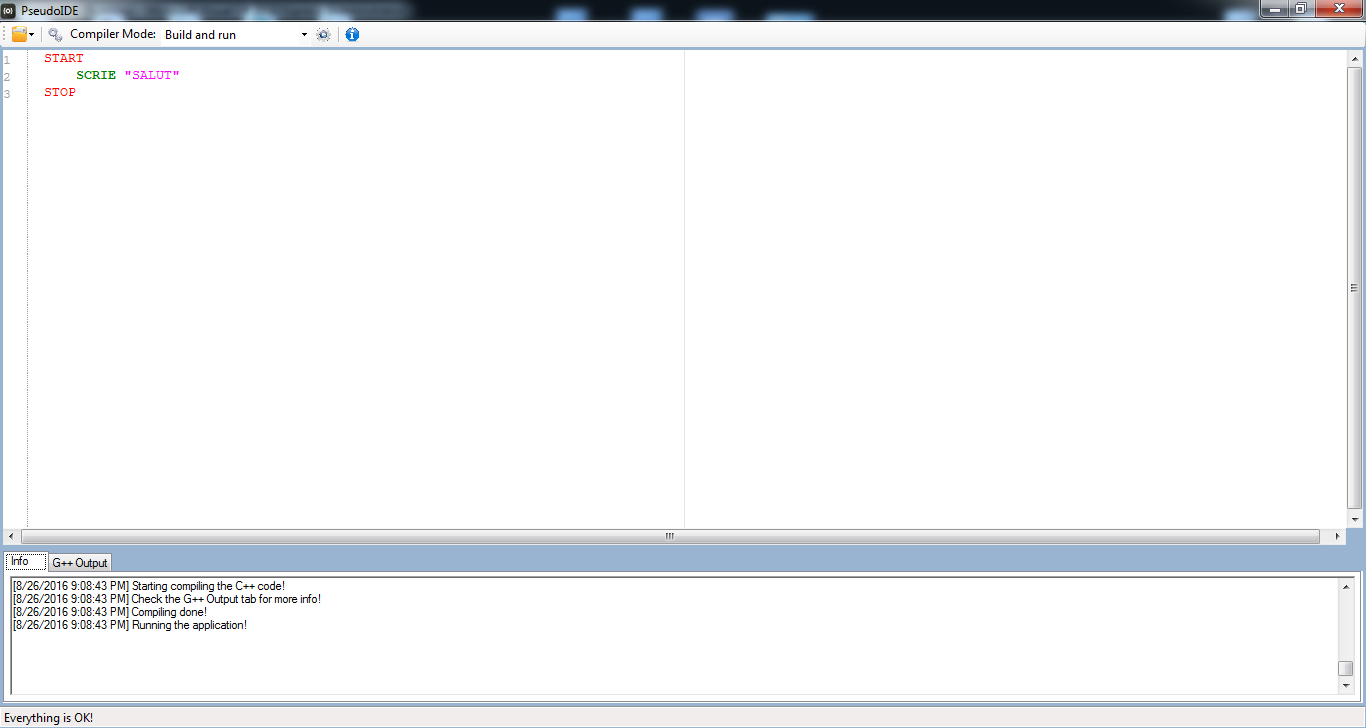 PseudoIDE
Compiler Mode: Build and run
1 START
2 SCRIE "SALUT"
3 STOP
Info G++ Output
[8/26/2016 9:08:43 PM] Starting compiling the C++ code!
[8/26/2016 9:08:43 PM] Check the G++ Output tab for more info!
[8/26/2016 9:08:43 PM] Compiling done!
[8/26/2016 9:08:43 PM] Running the application!
Everything is OK!